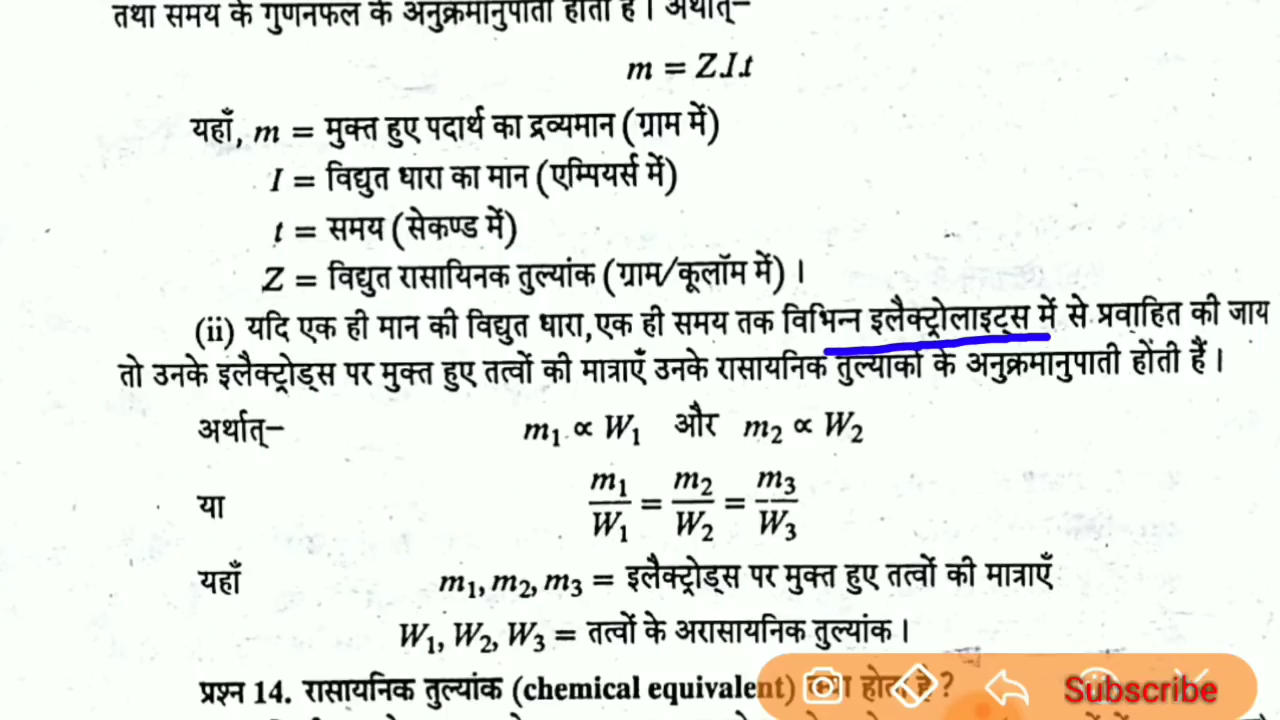 तथा समय के गुणनफल के अनुक्रमानुपाती होता है। अर्थात्–
m = Z.I.t
यहाँ, m = मुक्त हुए पदार्थ का द्रव्यमान (ग्राम में)
I = विद्युत धारा का मान (एम्पियर्स में)
t = समय (सेकण्ड में)
Z = विद्युत रासायिनक तुल्यांक (ग्राम/कूलॉम में) ।
(ii) यदि एक ही मान की विद्युत धारा, एक ही समय तक विभिन्न इलैक्ट्रोलाइट्स में से प्रवाहित की जाय
तो उनके इलैक्ट्रोड्स पर मुक्त हुए तत्वों की मात्राएँ उनके रासायनिक तुल्यांकों के अनुक्रमानुपाती होंती हैं ।
अर्थात्– m₁ ∝ W₁ और m₂ ∝ W₂
या m₁/W₁ = m₂/W₂ = m₃/W₃
यहाँ m₁, m₂, m₃ = इलैक्ट्रोड्स पर मुक्त हुए तत्वों की मात्राएँ
W₁, W₂, W₃ = तत्वों के अरासायनिक तुल्यांक ।
प्रश्न 14. रासायनिक तुल्यांक (chemical equivalent) क्या होता है ?
Subscribe